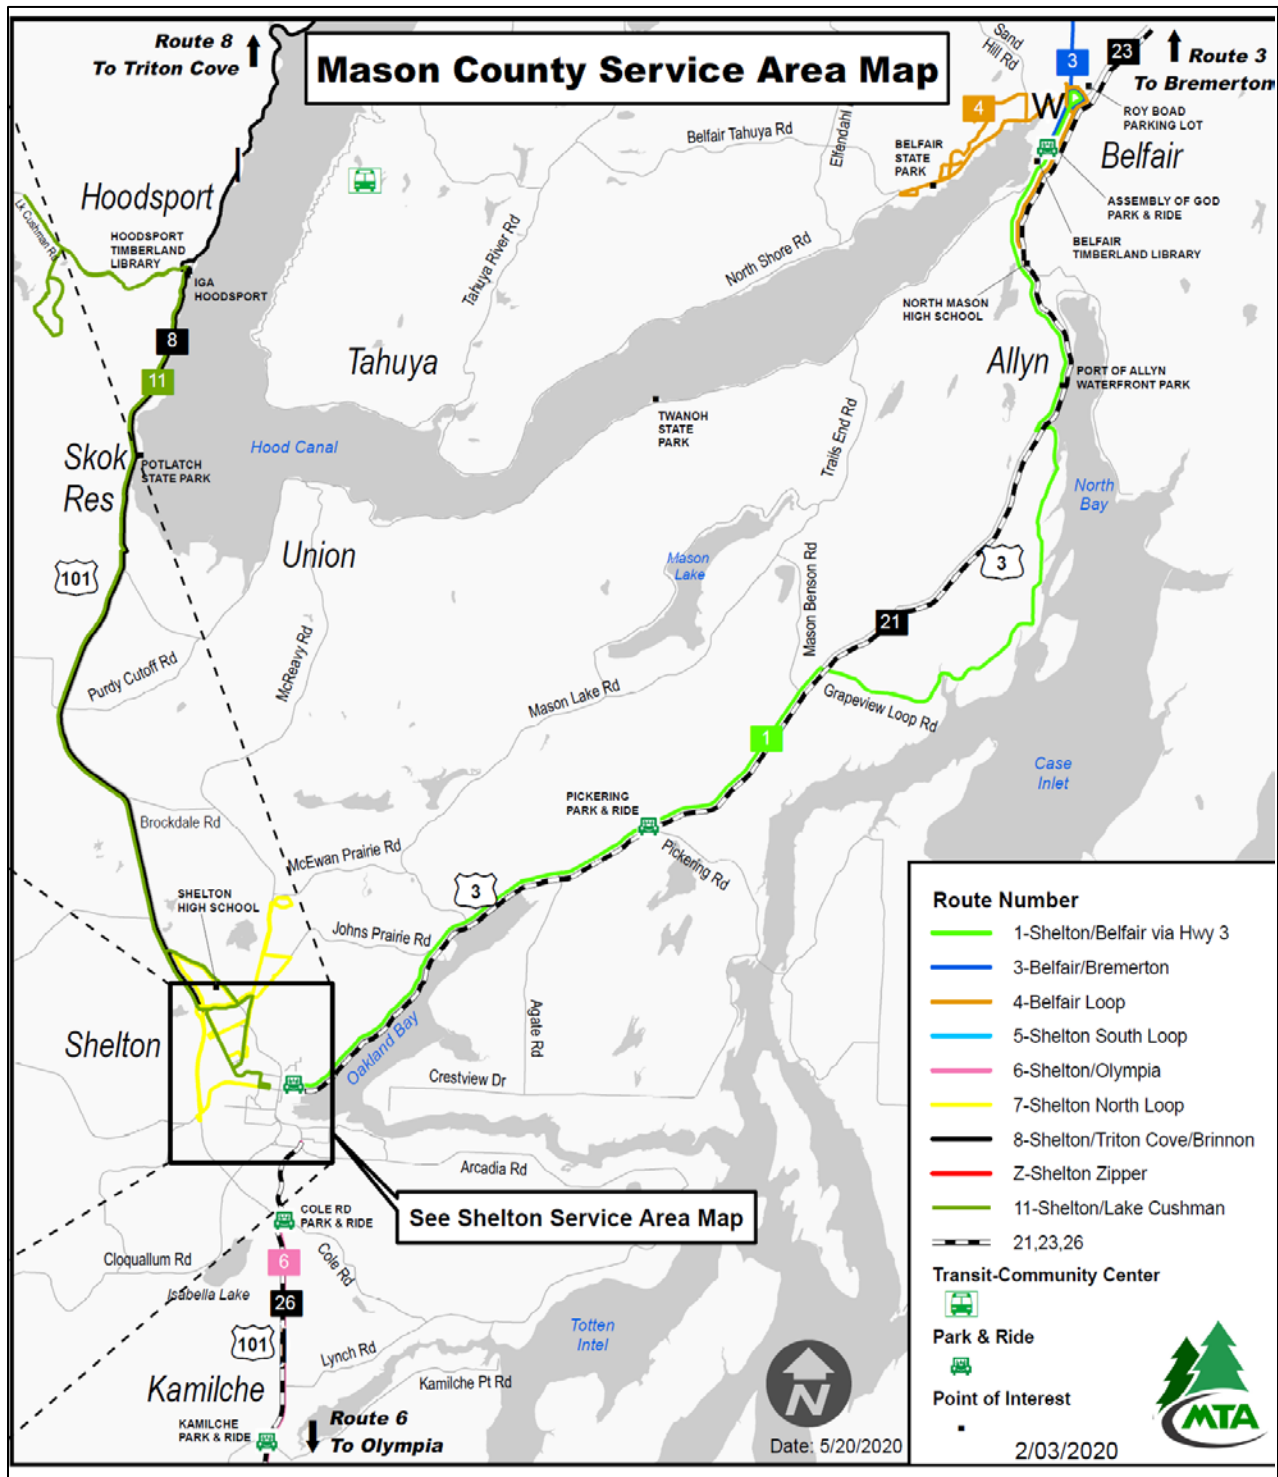 Mason County Service Area Map
Route 8
To Triton Cove
Route 3
To Bremerton
Sand
Hill Rd
3
23
4
W
ROY BOAD
PARKING LOT
Belfair
Belfair Tahuya Rd
Elfendahl
BELFAIR
STATE
PARK
ASSEMBLY OF GOD
PARK & RIDE
BELFAIR
TIMBERLAND LIBRARY
Hoodsport
Lk Cushman Rd
HOODSPORT
TIMBERLAND
LIBRARY
IGA
HOODSPORT
Tahuya River Rd
North Shore Rd
NORTH MASON
HIGH SCHOOL
8
11
Tahuya
Allyn
PORT OF ALLYN
WATERFRONT PARK
TWANOH
STATE
PARK
Trails End Rd
Hood Canal
Skok
Res
POTLATCH
STATE PARK
North
Bay
101
Union
Mason
Lake
Mason Benson Rd
3
21
Purdy Cutoff Rd
McReavy Rd
Mason Lake Rd
Grapeview Loop Rd
1
Case
Inlet
PICKERING
PARK & RIDE
Pickering Rd
Brockdale Rd
McEwan Prairie Rd
3
SHELTON
HIGH SCHOOL
Johns Prairie Rd
Shelton
Oakland Bay
Agate Rd
Crestview Dr
Arcadia Rd
See Shelton Service Area Map
COLE RD
PARK & RIDE
Cloquallum Rd
6
Cole Rd
Isabella Lake
26
101
Totten
Intel
Lynch Rd
Kamilche
Kamilche Pt Rd
KAMILCHE
PARK & RIDE
Route 6
To Olympia
N
Date: 5/20/2020
Route Number
1-Shelton/Belfair via Hwy 3
3-Belfair/Bremerton
4-Belfair Loop
5-Shelton South Loop
6-Shelton/Olympia
7-Shelton North Loop
8-Shelton/Triton Cove/Brinnon
Z-Shelton Zipper
11-Shelton/Lake Cushman
21,23,26
Transit-Community Center
Park & Ride
Point of Interest
MTA
2/03/2020